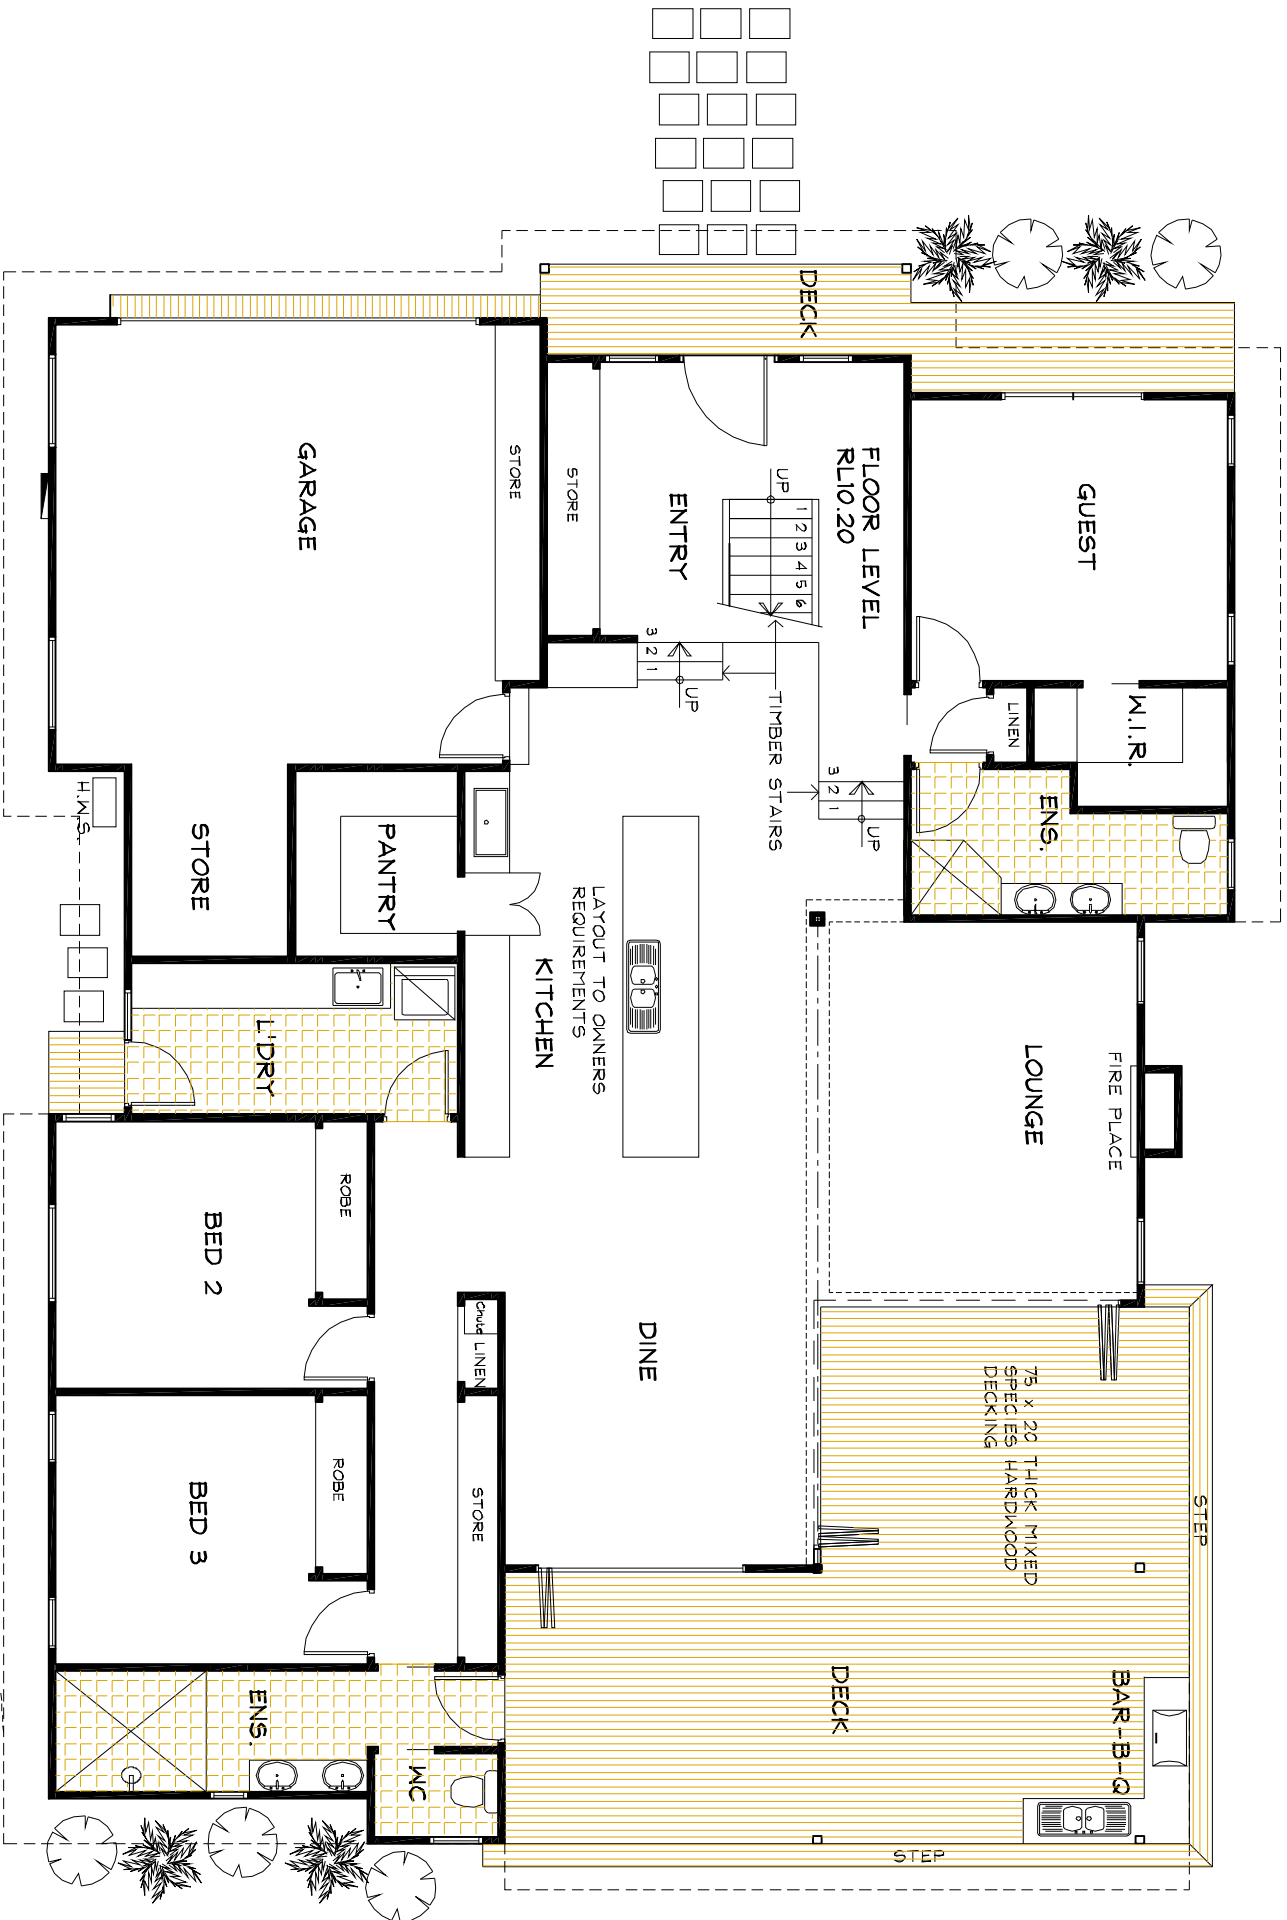 DECK
GARAGE
STORE
STORE
ENTRY
UP
1
2
3
4
5
6
FLOOR LEVEL
RL10.20
GUEST
3
2
1
UP
TIMBER STAIRS
LINEN
W.I.R.
3
2
1
UP
ENS.
H.W.S.
STORE
PANTRY
LAYOUT TO OWNERS
REQUIREMENTS
KITCHEN
L'DRY
LOUNGE
FIRE PLACE
BED 2
ROBE
Chute
LINEN
DINE
75 x 20 THICK MIXED
SPECIES HARDWOOD
DECKING
STEP
BED 3
ROBE
STORE
ENS.
WC
DECK
BAR-B-Q
STEP